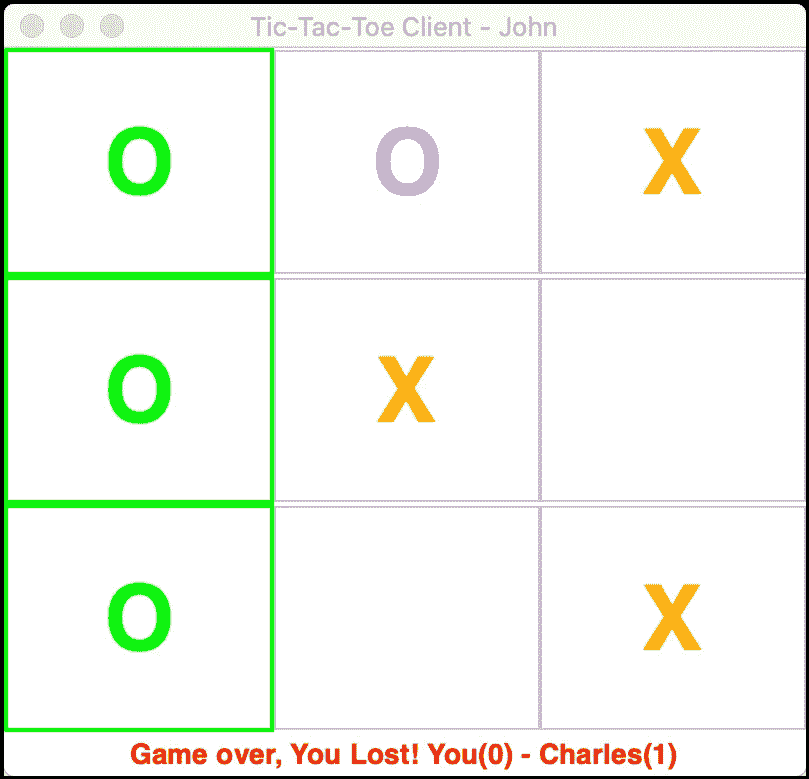 Tic-Tac-Toe Client - John
O O X
O X
O X
Game over, You Lost! You(0) - Charles(1)